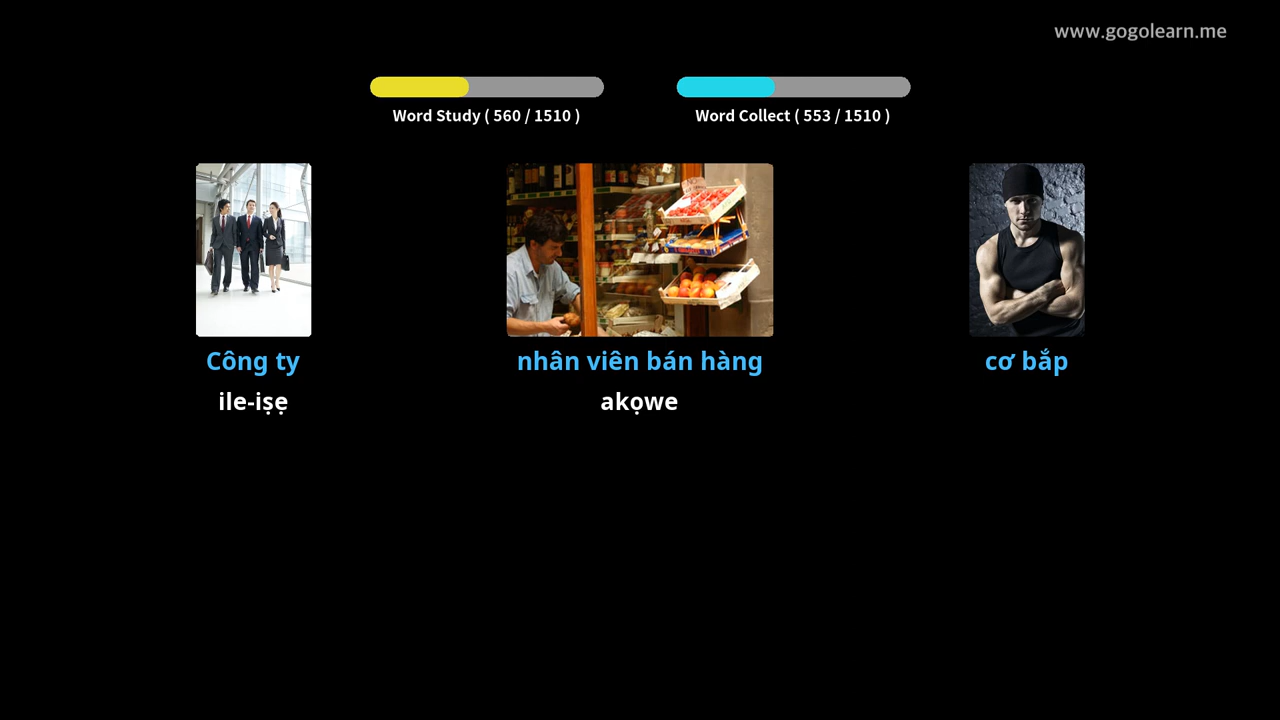 www.gogolearn.me
Word Study ( 560 / 1510 )
Word Collect ( 553 / 1510 )
Công ty
nhân viên bán hàng
cơ bắp
ile-iṣẹ
akọwe